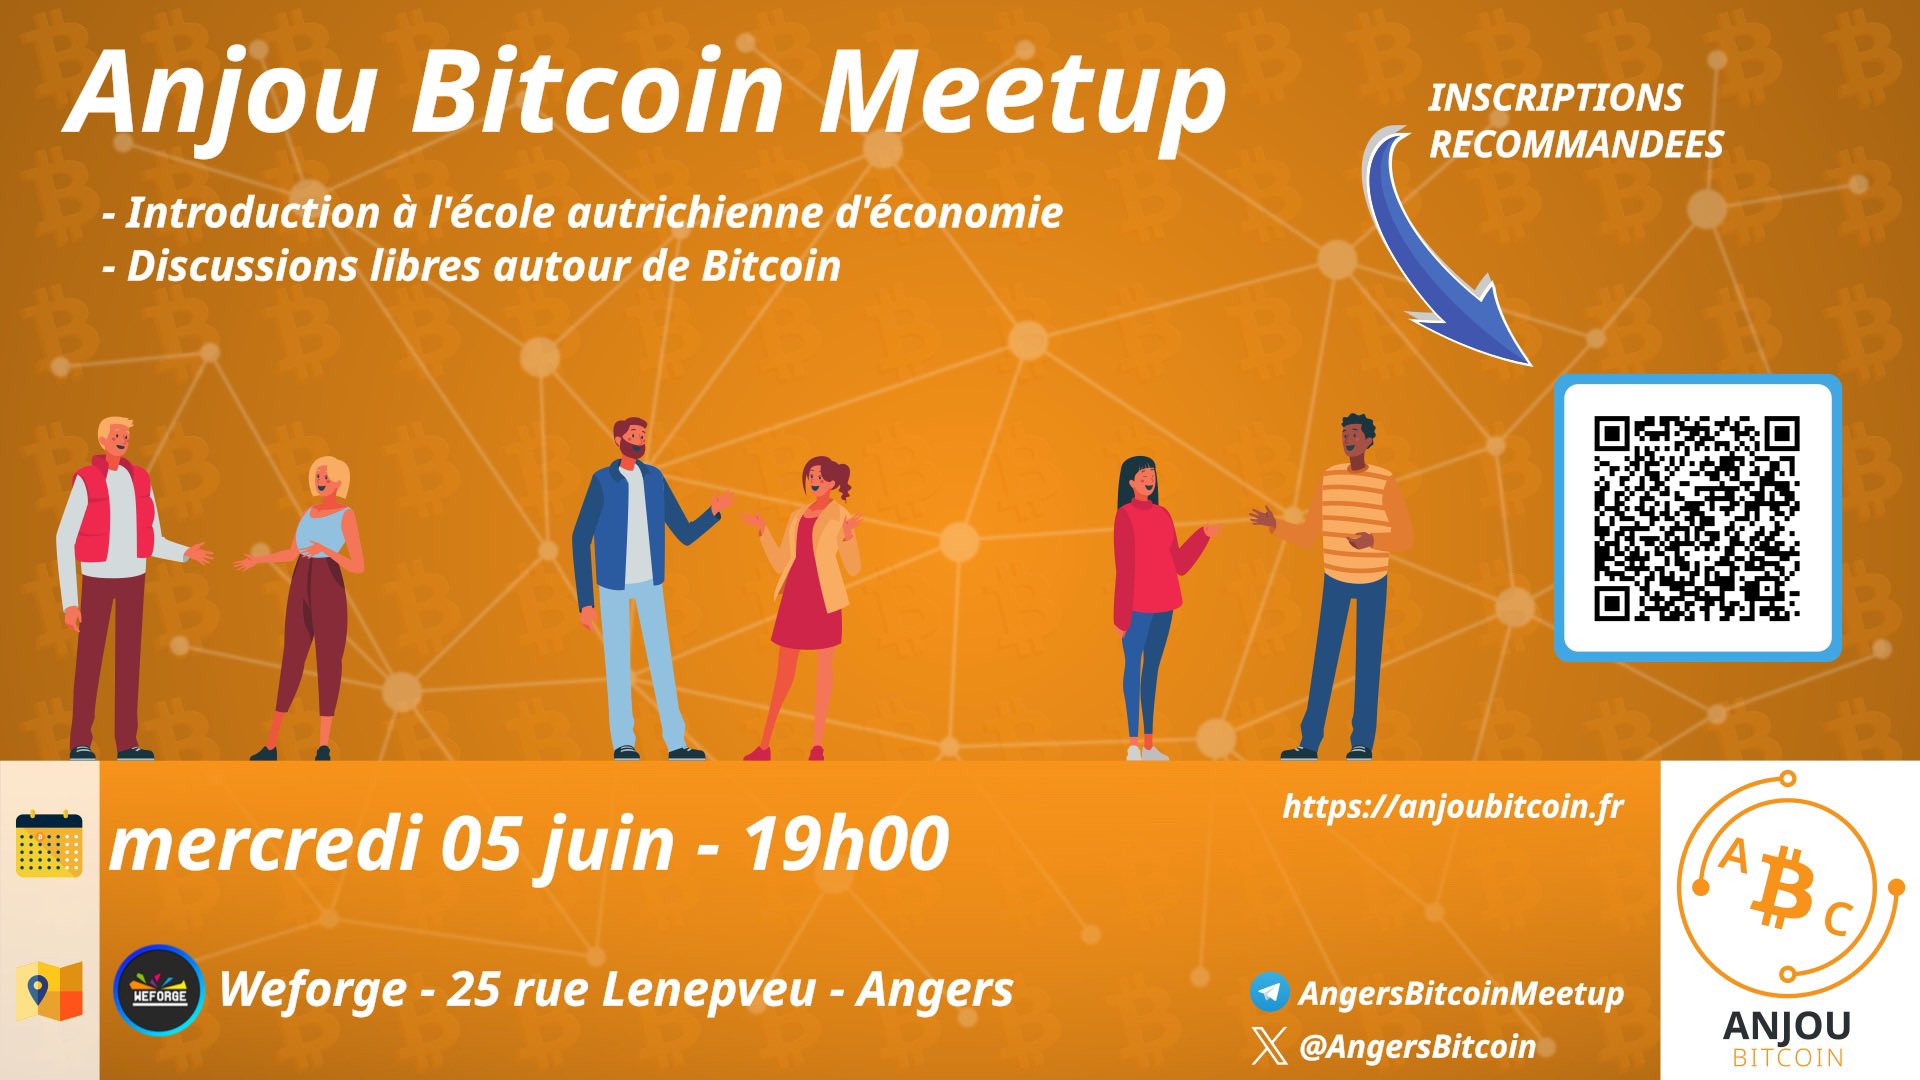 Anjou Bitcoin Meetup
INSCRIPTIONS
RECOMMANDEES
- Introduction à l'école autrichienne d'économie
- Discussions libres autour de Bitcoin
mercredi 05 juin - 19h00
https://anjoubitcoin.fr
WEFORGE
Weforge - 25 rue Lenepveu - Angers
AngersBitcoinMeetup
@AngersBitcoin
A ₿ C
ANJOU
BITCOIN